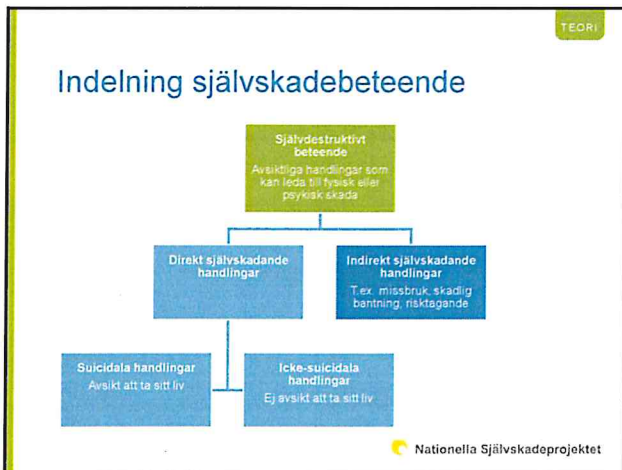 TEORI
Indelning självskadebeteende
Självdestruktivt
beteende
Avsiktliga handlingar som
kan leda till fysisk eller
psykisk skada
Direkt självskadande
handlingar
Indirekt självskadande
handlingar
T.ex. missbruk, skadlig
bantning, risktagande
Suicidala handlingar
Avsikt att ta sitt liv
Icke-suicidala
handlingar
Ej avsikt att ta sitt liv
Nationella Självskadeprojektet